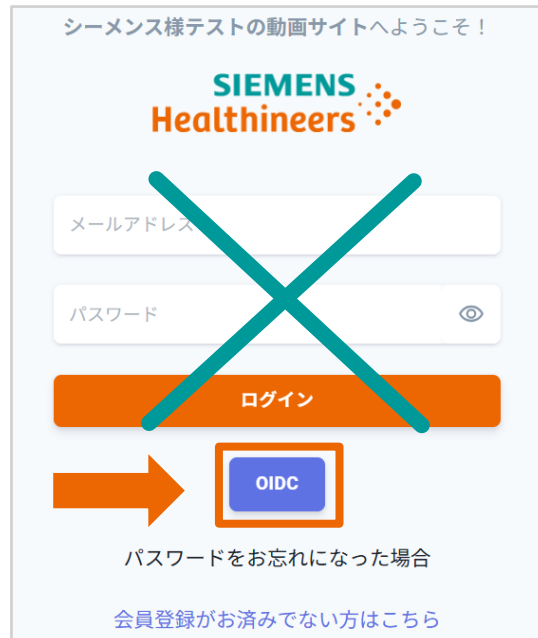 シーメンス様テストの動画サイトへようこそ！
SIEMENS
Healthineers
メールアドレス
パスワード
ログイン
OIDC
パスワードをお忘れになった場合
会員登録がお済みでない方はこちら